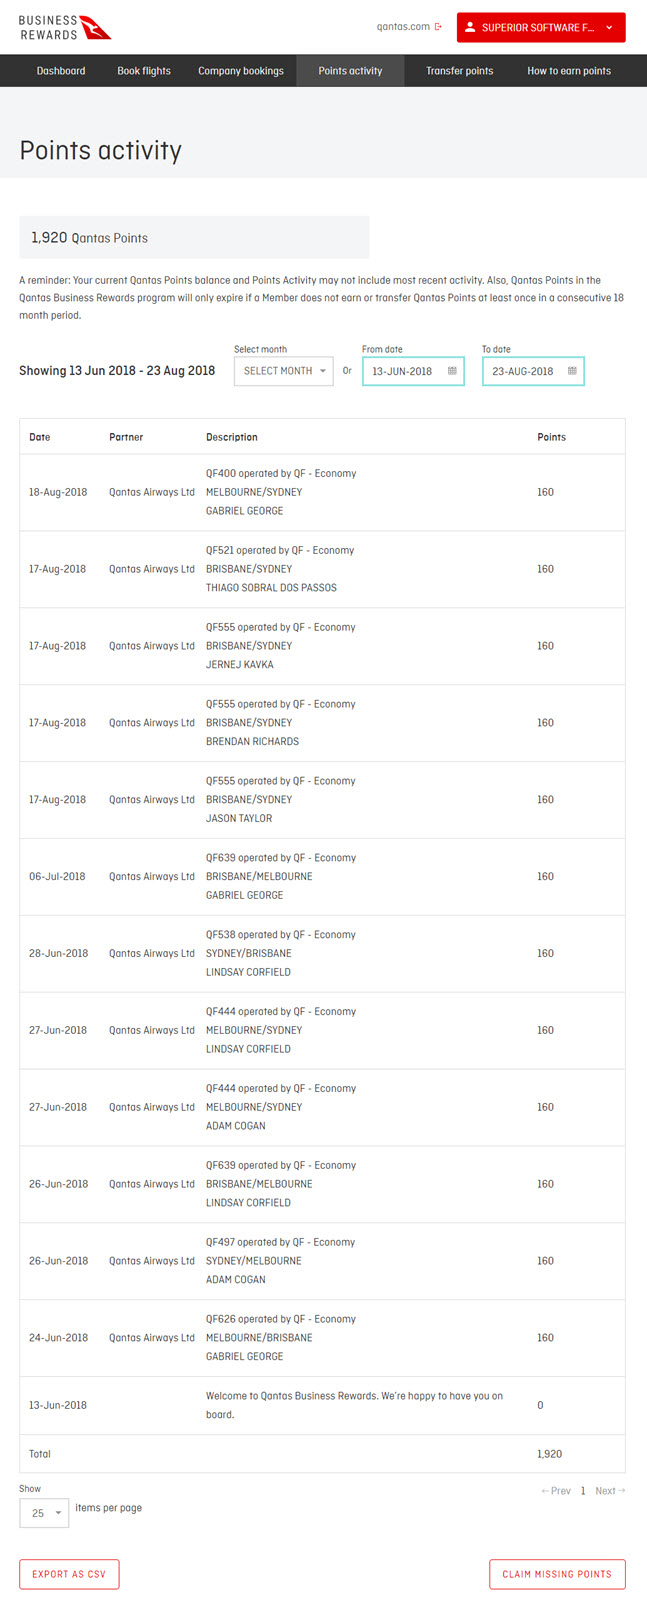 BUSINESS
REWARDS
qantas.com
SUPERIOR SOFTWARE F...
Dashboard Book flights Company bookings Points activity Transfer points How to earn points
Points activity
1,920 Qantas Points
A reminder: Your current Qantas Points balance and Points Activity may not include most recent activity. Also, Qantas Points in the
Qantas Business Rewards program will only expire if a Member does not earn or transfer Qantas Points at least once in a consecutive 18
month period.
Select month From date To date
Showing 13 Jun 2018 - 23 Aug 2018 SELECT MONTH Or 13-JUN-2018 23-AUG-2018
Date Partner Description Points
QF400 operated by QF - Economy
18-Aug-2018 Qantas Airways Ltd MELBOURNE/SYDNEY 160
GABRIEL GEORGE
QF521 operated by QF - Economy
17-Aug-2018 Qantas Airways Ltd BRISBANE/SYDNEY 160
THIAGO SOBRAL DOS PASSOS
QF555 operated by QF - Economy
17-Aug-2018 Qantas Airways Ltd BRISBANE/SYDNEY 160
JERNEJ KAVKA
QF555 operated by QF - Economy
17-Aug-2018 Qantas Airways Ltd BRISBANE/SYDNEY 160
BRENDAN RICHARDS
QF555 operated by QF - Economy
17-Aug-2018 Qantas Airways Ltd BRISBANE/SYDNEY 160
JASON TAYLOR
QF639 operated by QF - Economy
06-Jul-2018 Qantas Airways Ltd BRISBANE/MELBOURNE 160
GABRIEL GEORGE
QF538 operated by QF - Economy
28-Jun-2018 Qantas Airways Ltd SYDNEY/BRISBANE 160
LINDSAY CORFIELD
QF444 operated by QF - Economy
27-Jun-2018 Qantas Airways Ltd MELBOURNE/SYDNEY 160
LINDSAY CORFIELD
QF444 operated by QF - Economy
27-Jun-2018 Qantas Airways Ltd MELBOURNE/SYDNEY 160
ADAM COGAN
QF639 operated by QF - Economy
26-Jun-2018 Qantas Airways Ltd BRISBANE/MELBOURNE 160
LINDSAY CORFIELD
QF497 operated by QF - Economy
26-Jun-2018 Qantas Airways Ltd SYDNEY/MELBOURNE 160
ADAM COGAN
QF626 operated by QF - Economy
24-Jun-2018 Qantas Airways Ltd MELBOURNE/BRISBANE 160
GABRIEL GEORGE
Welcome to Qantas Business Rewards. We're happy to have you on
13-Jun-2018 0
board.
Total 1,920
Show
← Prev 1 Next →
25 items per page
EXPORT AS CSV CLAIM MISSING POINTS